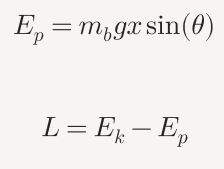 E_p = m_b g x sin(θ)
L = E_k − E_p